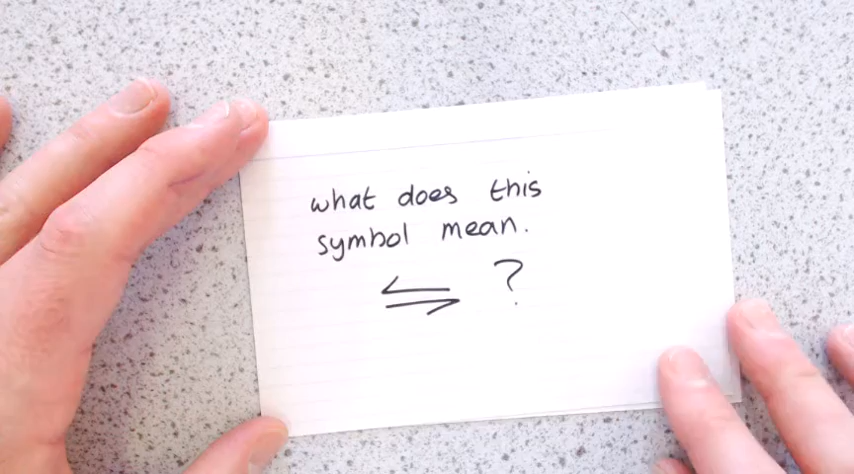 what does this
symbol mean.
⇋ ?